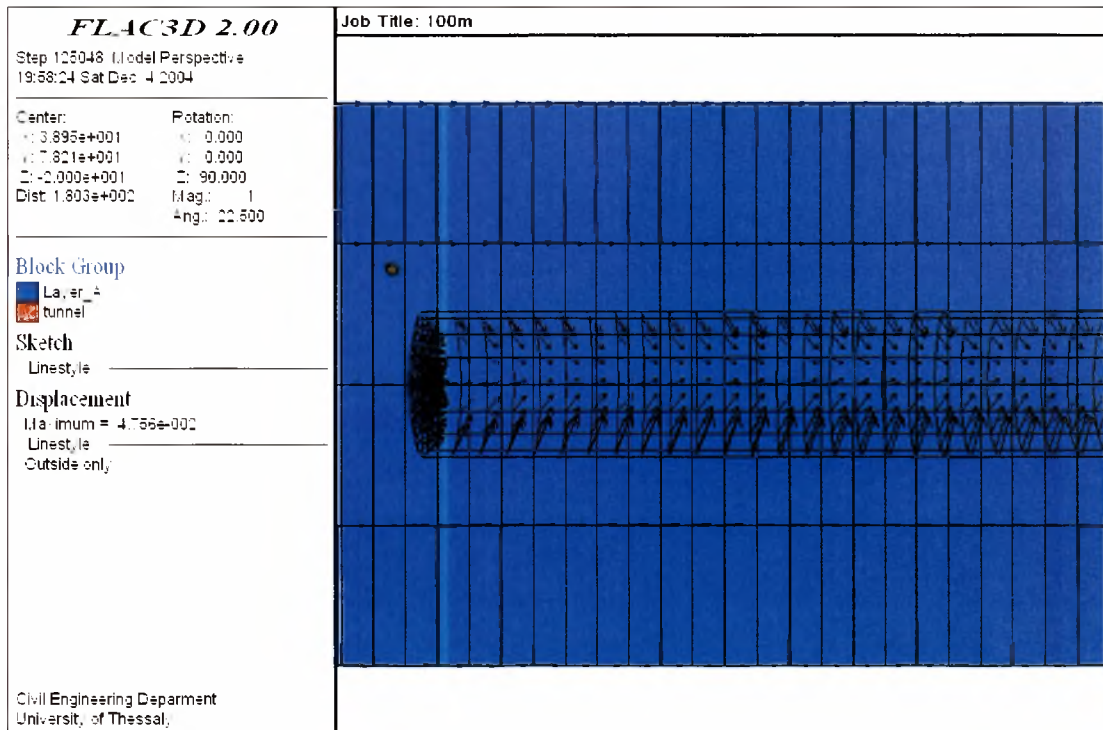 FLAC3D 2.00
Step 125048 Model Perspective
19:58:24 Sat Dec 4 2004
Center:
X: 3.895e+001
Y: 7.821e+001
Z: -2.000e+001
Dist: 1.803e+002
Rotation:
X: 0.000
Y: 0.000
Z: 90.000
Mag.: 1
Ang.: 22.500
Block Group
Layer_A
tunnel
Sketch
Linestyle
Displacement
Maximum = 4.756e-002
Linestyle
Outside only
Civil Engineering Deparment
University of Thessaly
Job Title: 100m